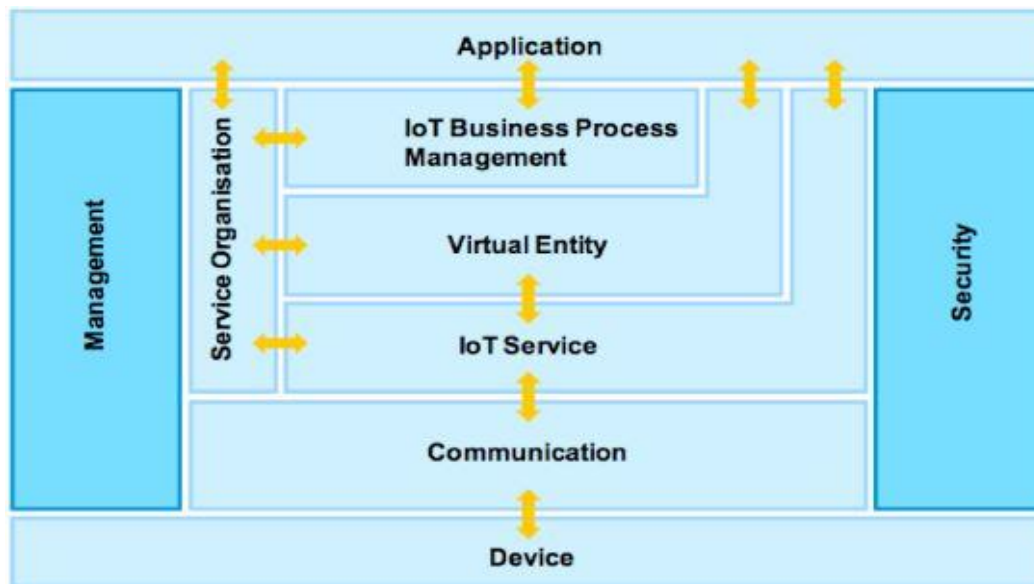 Application
Management
Service Organisation
IoT Business Process
Management
Virtual Entity
IoT Service
Security
Communication
Device